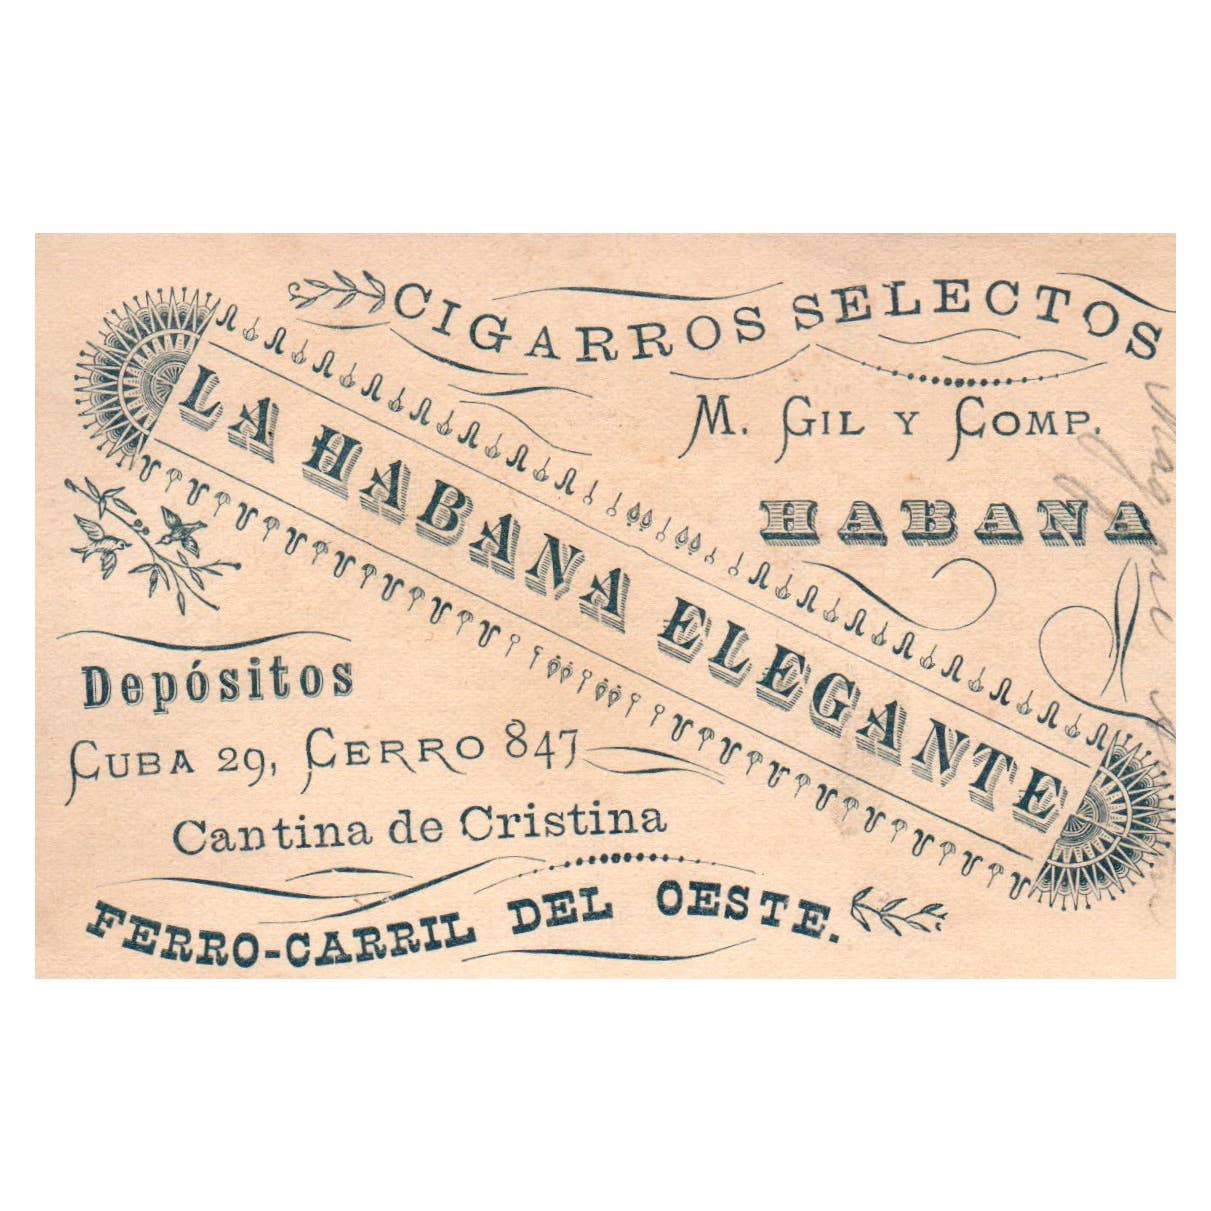 CIGARROS SELECTOS
M. GIL Y COMP.
HABANA
LA HABANA ELEGANTE
Depósitos
CUBA 29, CERRO 847
Cantina de Cristina
FERRO-CARRIL DEL OESTE.